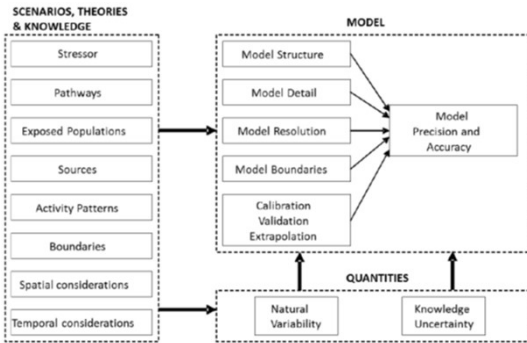 SCENARIOS, THEORIES
& KNOWLEDGE
Stressor
Pathways
Exposed Populations
Sources
Activity Patterns
Boundaries
Spatial considerations
Temporal considerations
MODEL
Model Structure
Model Detail
Model Resolution
Model Boundaries
Calibration
Validation
Extrapolation
Model
Precision and
Accuracy
QUANTITIES
Natural
Variability
Knowledge
Uncertainty